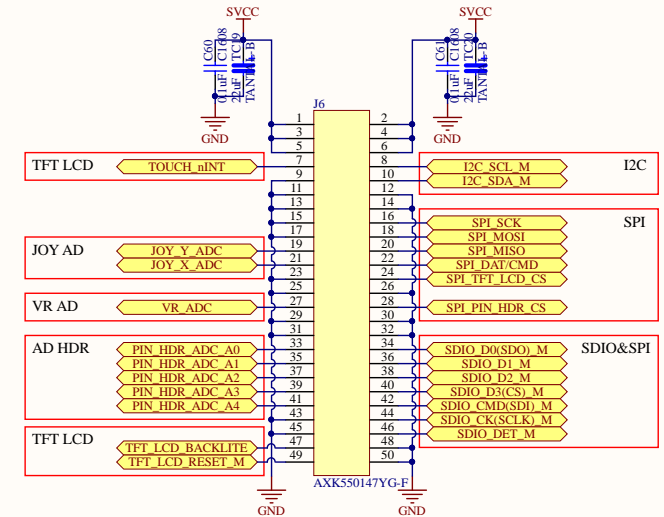 SVCC
SVCC
C60
C1608
0.1uF
TC19
22uF
TANTAL-B
C61
C1608
0.1uF
TC20
22uF
TANTAL-B
GND
GND
J6
1 2
3 4
5 6
TFT LCD TOUCH_nINT 7 8 I2C_SCL_M I2C
9 10 I2C_SDA_M
11 12
13 14
15 16 SPI_SCK SPI
17 18 SPI_MOSI
JOY AD JOY_Y_ADC 19 20 SPI_MISO
JOY_X_ADC 21 22 SPI_DAT/CMD
23 24 SPI_TFT_LCD_CS
25 26
VR AD VR_ADC 27 28 SPI_PIN_HDR_CS
29 30
31 32
AD HDR PIN_HDR_ADC_A0 33 34 SDIO_D0(SDO)_M SDIO&SPI
PIN_HDR_ADC_A1 35 36 SDIO_D1_M
PIN_HDR_ADC_A2 37 38 SDIO_D2_M
PIN_HDR_ADC_A3 39 40 SDIO_D3(CS)_M
PIN_HDR_ADC_A4 41 42 SDIO_CMD(SDI)_M
43 44 SDIO_CK(SCLK)_M
TFT LCD 45 46 SDIO_DET_M
TFT_LCD_BACKLITE 47 48
TFT_LCD_RESET_M 49 50
AXK550147YG-F
GND
GND